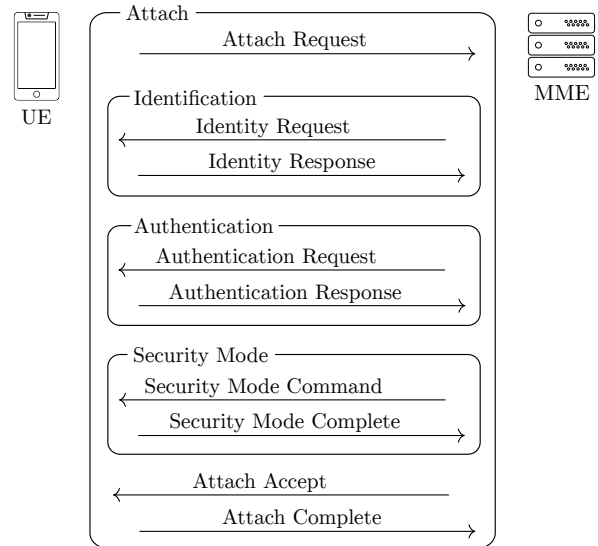 Attach
Attach Request
UE
MME
Identification
Identity Request
Identity Response
Authentication
Authentication Request
Authentication Response
Security Mode
Security Mode Command
Security Mode Complete
Attach Accept
Attach Complete